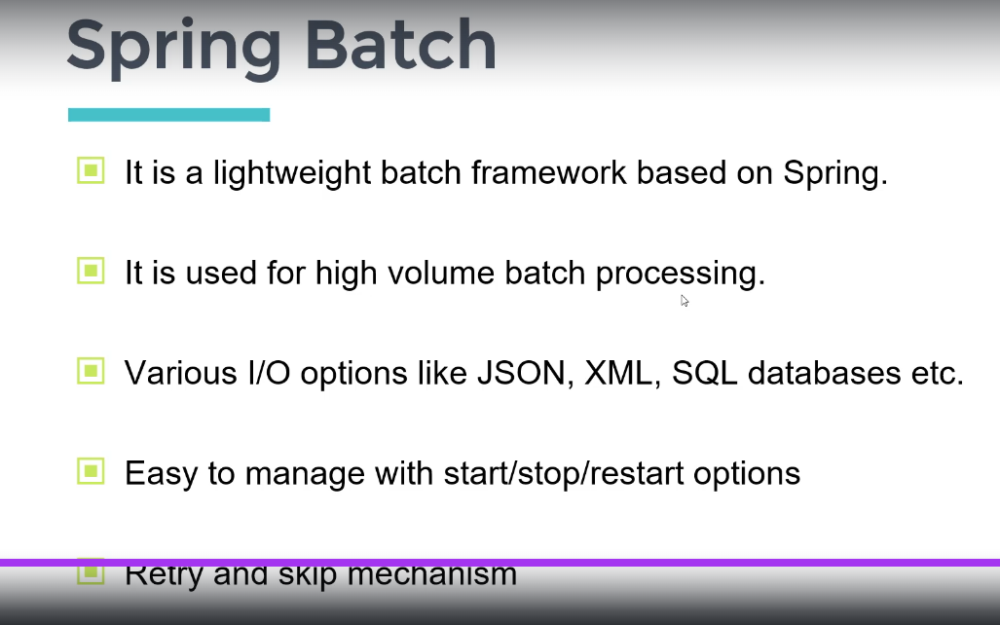 Spring Batch
It is a lightweight batch framework based on Spring.
It is used for high volume batch processing.
Various I/O options like JSON, XML, SQL databases etc.
Easy to manage with start/stop/restart options
Retry and skip mechanism